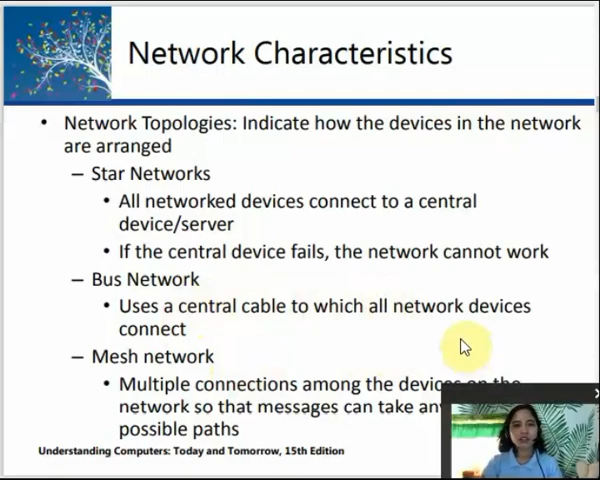 Network Characteristics
• Network Topologies: Indicate how the devices in the network
are arranged
– Star Networks
• All networked devices connect to a central
device/server
• If the central device fails, the network cannot work
– Bus Network
• Uses a central cable to which all network devices
connect
– Mesh network
• Multiple connections among the devices on the
network so that messages can take
possible paths
Understanding Computers: Today and Tomorrow, 15th Edition